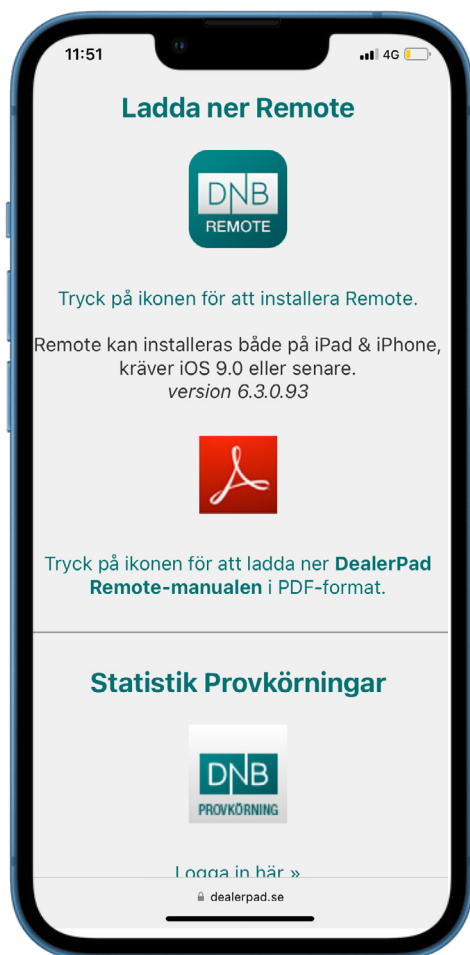 11:51
4G
Ladda ner Remote
DNB
REMOTE
Tryck på ikonen för att installera Remote.
Remote kan installeras både på iPad & iPhone,
kräver iOS 9.0 eller senare.
version 6.3.0.93
Tryck på ikonen för att ladda ner DealerPad
Remote-manualen i PDF-format.
Statistik Provkörningar
DNB
PROVKÖRNING
Logga in här »
dealerpad.se